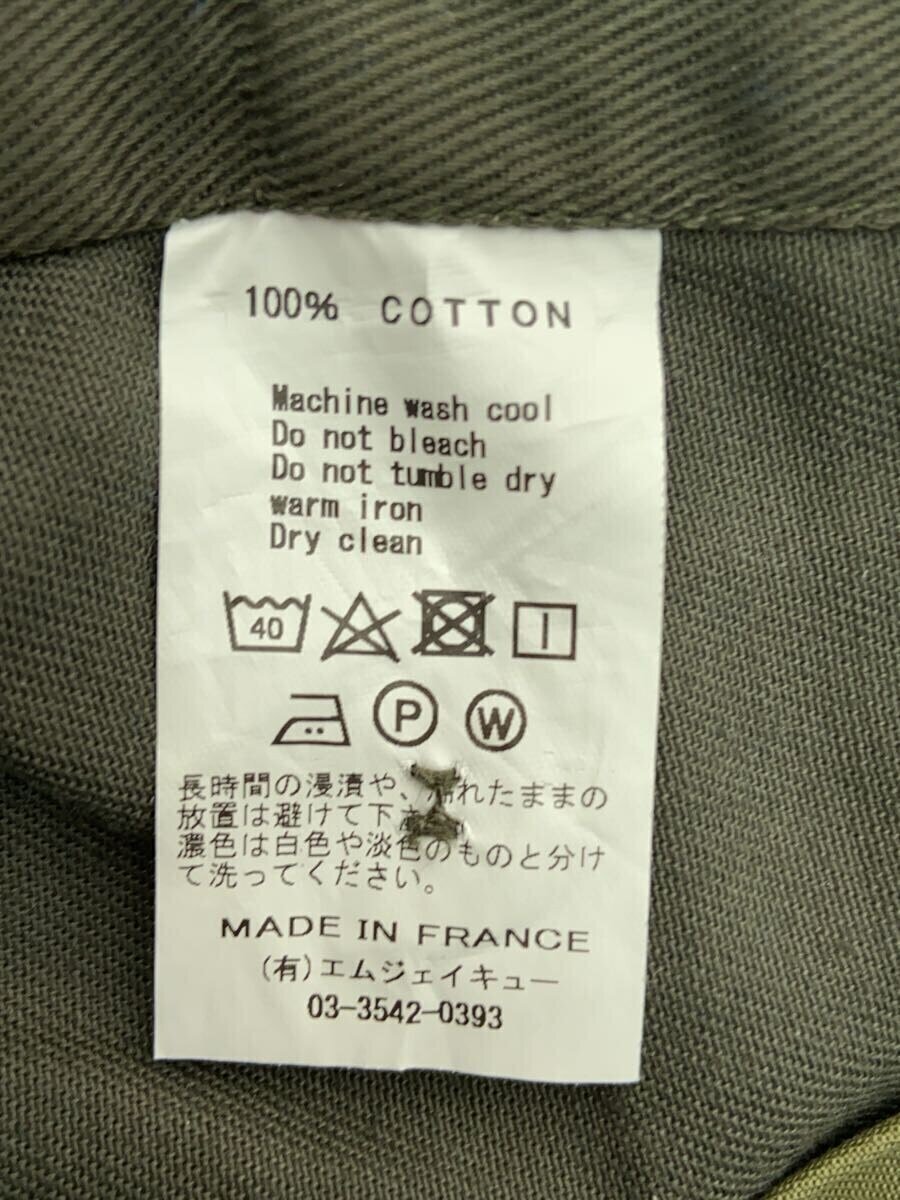 100% COTTON
Machine wash cool
Do not bleach
Do not tumble dry
warm iron
Dry clean
40
P W
長時間の浸漬や、れたままの
放置は避けて下
濃色は白色や淡色のものと分け
て洗ってください。
MADE IN FRANCE
(有)エムジェイキュー
03-3542-0393